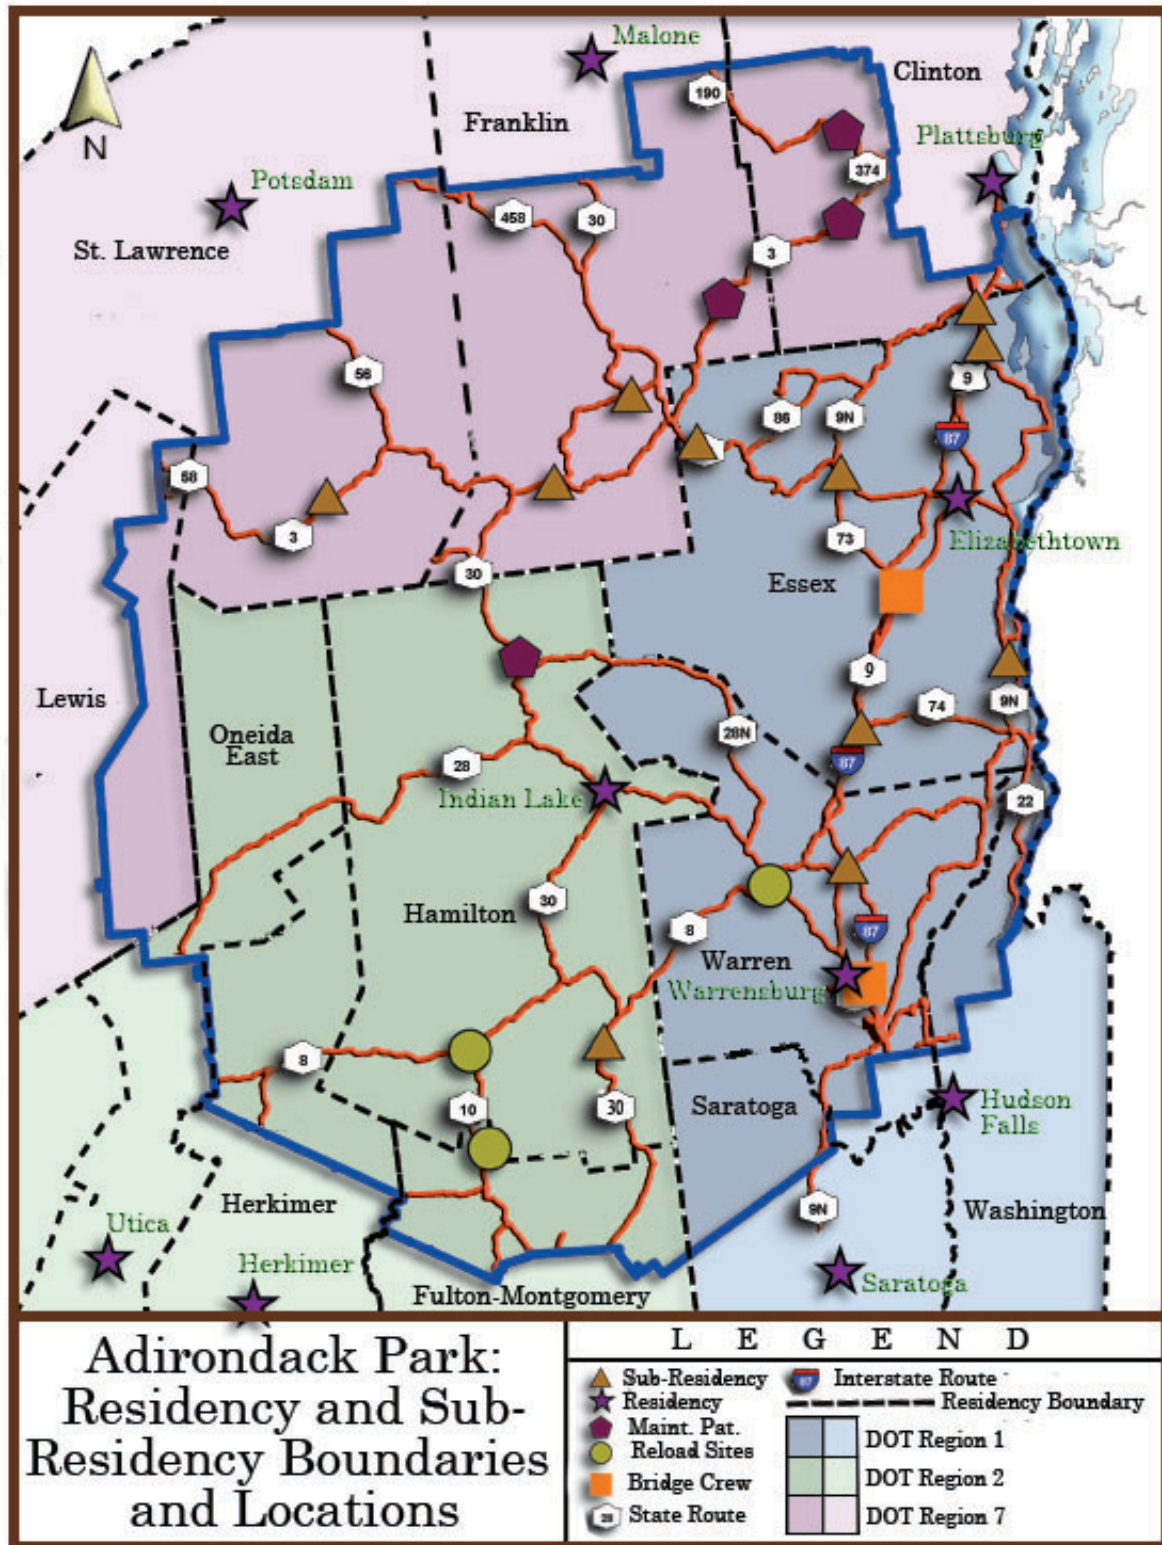 Malone
Clinton
190
Franklin
Plattsburg
N
374
Potsdam
458
30
St. Lawrence
3
56
9
86
9N
87
58
3
Elizabethtown
73
30
Essex
Lewis
9
9N
74
Oneida
East
28N
28
87
Indian Lake
22
30
Hamilton
8
87
Warren
Warrensburg
8
10
30
Saratoga
Hudson
Falls
Herkimer
9N
Washington
Utica
Herkimer
Saratoga
Fulton-Montgomery
Adirondack Park:
Residency and Sub-
Residency Boundaries
and Locations
L E G E N D
Sub-Residency
87 Interstate Route
Residency
Residency Boundary
Maint. Pat.
Reload Sites
DOT Region 1
Bridge Crew
DOT Region 2
28 State Route
DOT Region 7